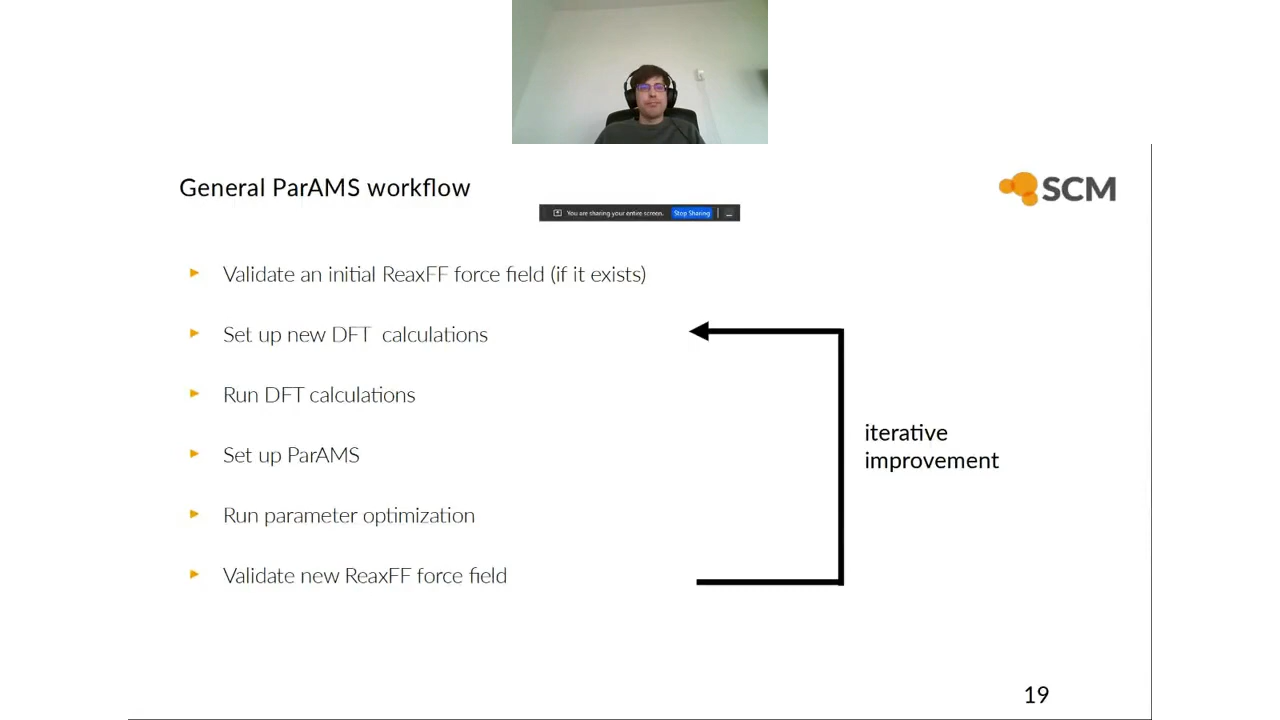 General ParAMS workflow
SCM
You are sharing your entire screen.
Stop Sharing
Validate an initial ReaxFF force field (if it exists)
Set up new DFT calculations
Run DFT calculations
iterative
improvement
Set up ParAMS
Run parameter optimization
Validate new ReaxFF force field
19